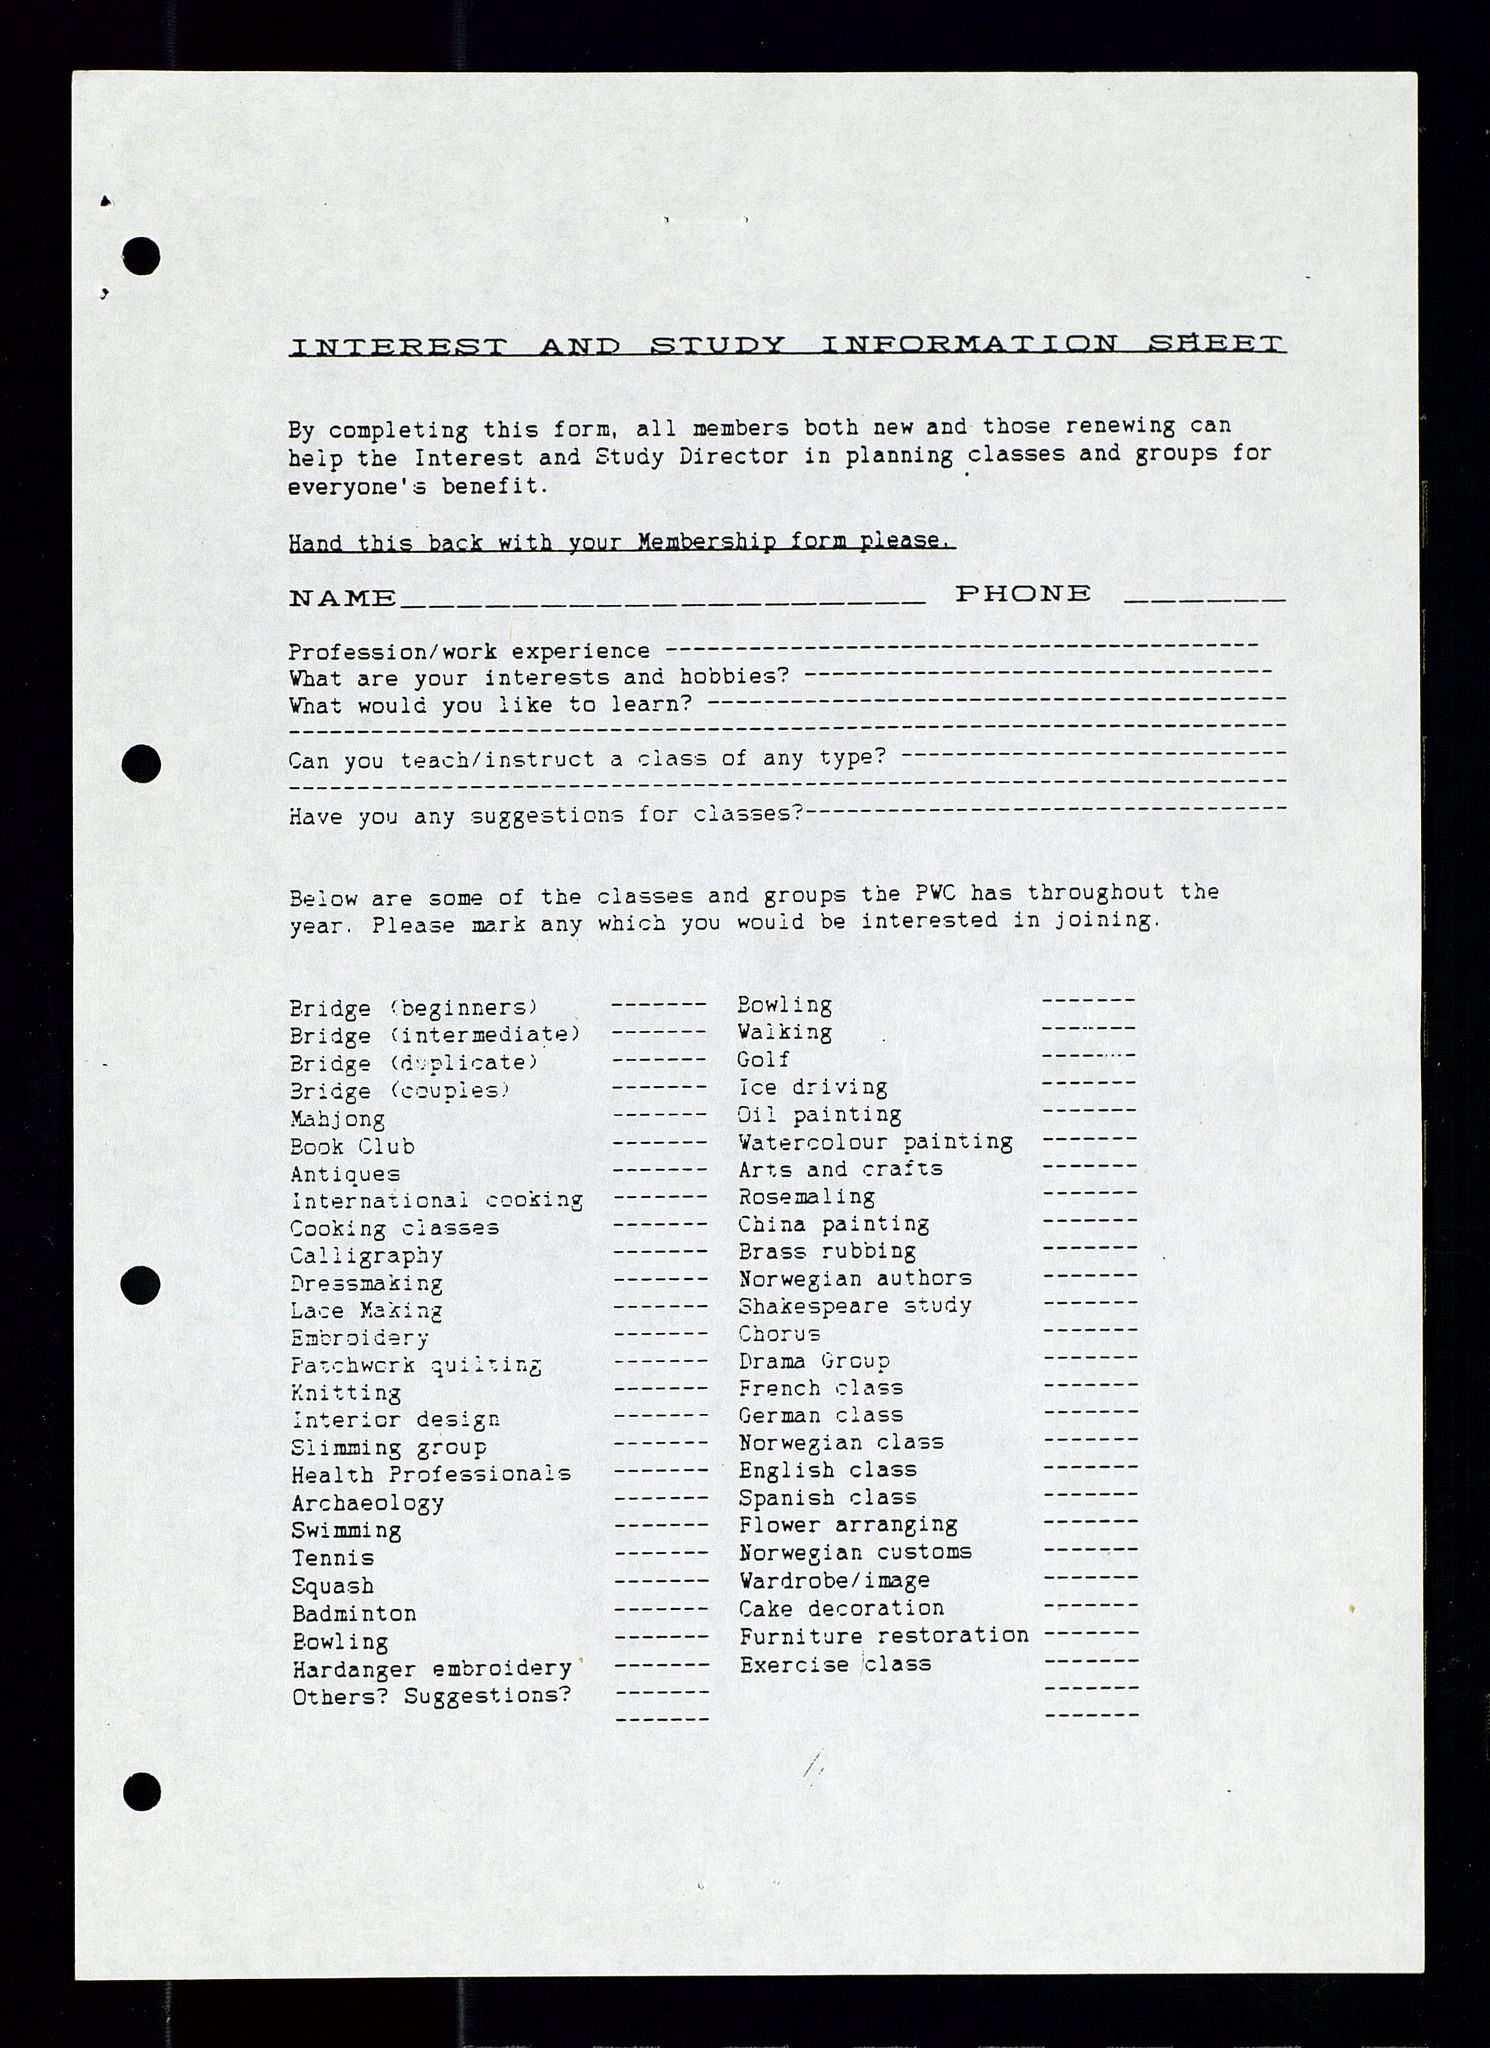 INTEREST AND STUDY INFORMATION SHEET
By completing this form, all members both new and those renewing can
help the Interest and Study Director in planning classes and groups for
everyone's benefit.
Hand this back with your Membership form please.
NAME___________________ PHONE ______
Profession/work experience -------------------------------------------
What are your interests and hobbies? ----------------------------------
What would you like to learn? ------------------------------------------
------------------------------------------------------------------------
Can you teach/instruct a class of any type? ----------------------------
------------------------------------------------------------------------
Have you any suggestions for classes?-----------------------------------
Below are some of the classes and groups the PWC has throughout the
year. Please mark any which you would be interested in joining.
Bridge (beginners) ------- Bowling -------
Bridge (intermediate) ------- Walking -------
Bridge (duplicate) ------- Golf -------
Bridge (couples) ------- Ice driving -------
Mahjong ------- Oil painting -------
Book Club ------- Watercolour painting -------
Antiques ------- Arts and crafts -------
International cooking ------- Rosemaling -------
Cooking classes ------- China painting -------
Calligraphy ------- Brass rubbing -------
Dressmaking ------- Norwegian authors -------
Lace Making ------- Shakespeare study -------
Embroidery ------- Chorus -------
Patchwork quilting ------- Drama Group -------
Knitting ------- French class -------
Interior design ------- German class -------
Slimming group ------- Norwegian class -------
Health Professionals ------- English class -------
Archaeology ------- Spanish class -------
Swimming ------- Flower arranging -------
Tennis ------- Norwegian customs -------
Squash ------- Wardrobe/image -------
Badminton ------- Cake decoration -------
Bowling ------- Furniture restoration -------
Hardanger embroidery ------- Exercise class -------
Others? Suggestions? ------- -------
------- -------